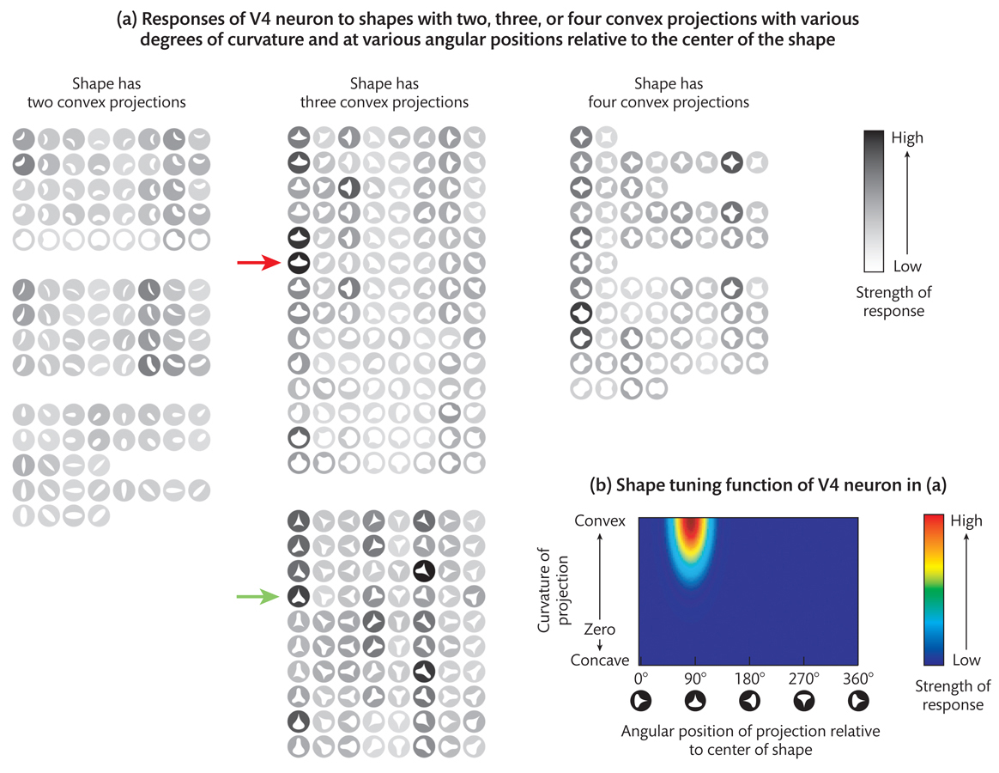 (a) Responses of V4 neuron to shapes with two, three, or four convex projections with various
degrees of curvature and at various angular positions relative to the center of the shape
Shape has
two convex projections
Shape has
three convex projections
Shape has
four convex projections
High
Low
Strength of
response
(b) Shape tuning function of V4 neuron in (a)
Convex
Curvature of
projection
Zero
Concave
0°
90°
180°
270°
360°
Angular position of projection relative
to center of shape
High
Low
Strength of
response